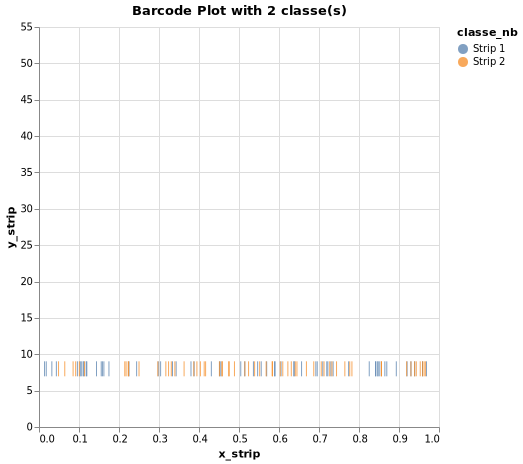 Barcode Plot with 2 classe(s)
classe_nb
Strip 1
Strip 2
55
50
45
40
35
30
25
20
15
10
5
0
y_strip
0.0 0.1 0.2 0.3 0.4 0.5 0.6 0.7 0.8 0.9 1.0
x_strip